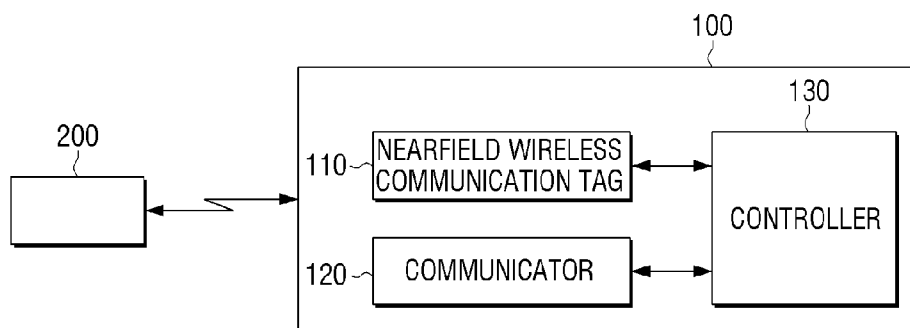 100
130
200
110
NEARFIELD WIRELESS
COMMUNICATION TAG
CONTROLLER
120
COMMUNICATOR